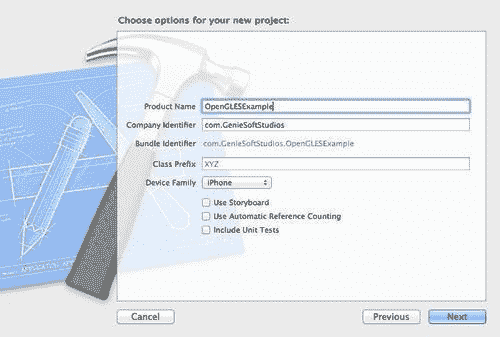 Choose options for your new project:
Product Name OpenGLESExample
Company Identifier com.GenieSoftStudios
Bundle Identifier com.GenieSoftStudios.OpenGLESExample
Class Prefix XYZ
Device Family iPhone
Use Storyboard
Use Automatic Reference Counting
Include Unit Tests
Cancel Previous Next